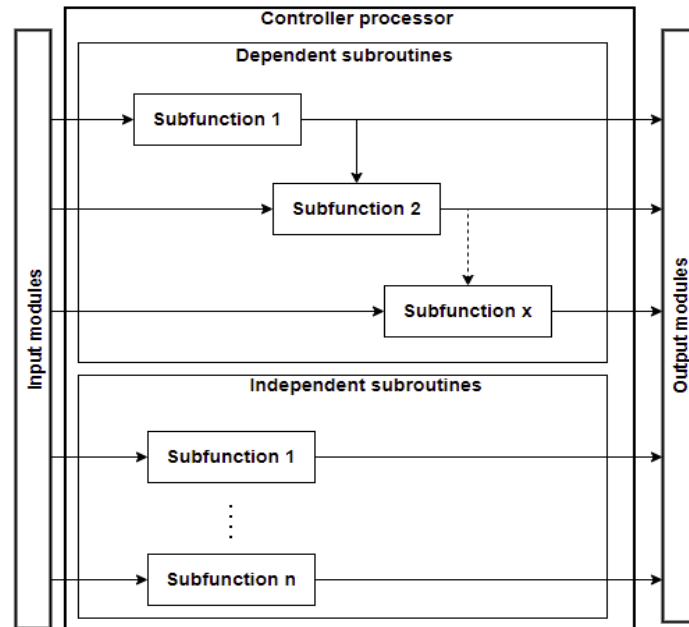 Controller processor
Dependent subroutines
Subfunction 1
Subfunction 2
Subfunction x
Input modules
Output modules
Independent subroutines
Subfunction 1
Subfunction n